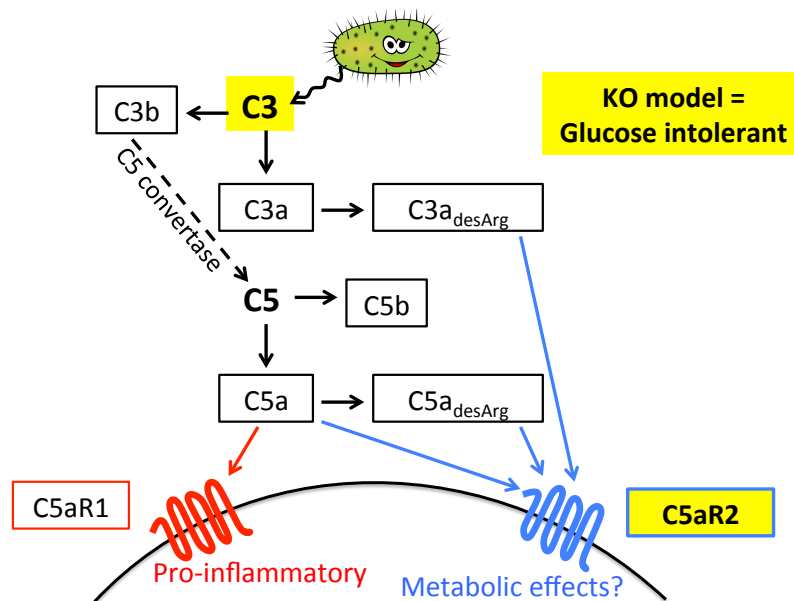 C3b
C3
KO model =
Glucose intolerant
C5 convertase
C3a
C3adesArg
C5
C5b
C5a
C5adesArg
C5aR1
C5aR2
Pro-inflammatory
Metabolic effects?